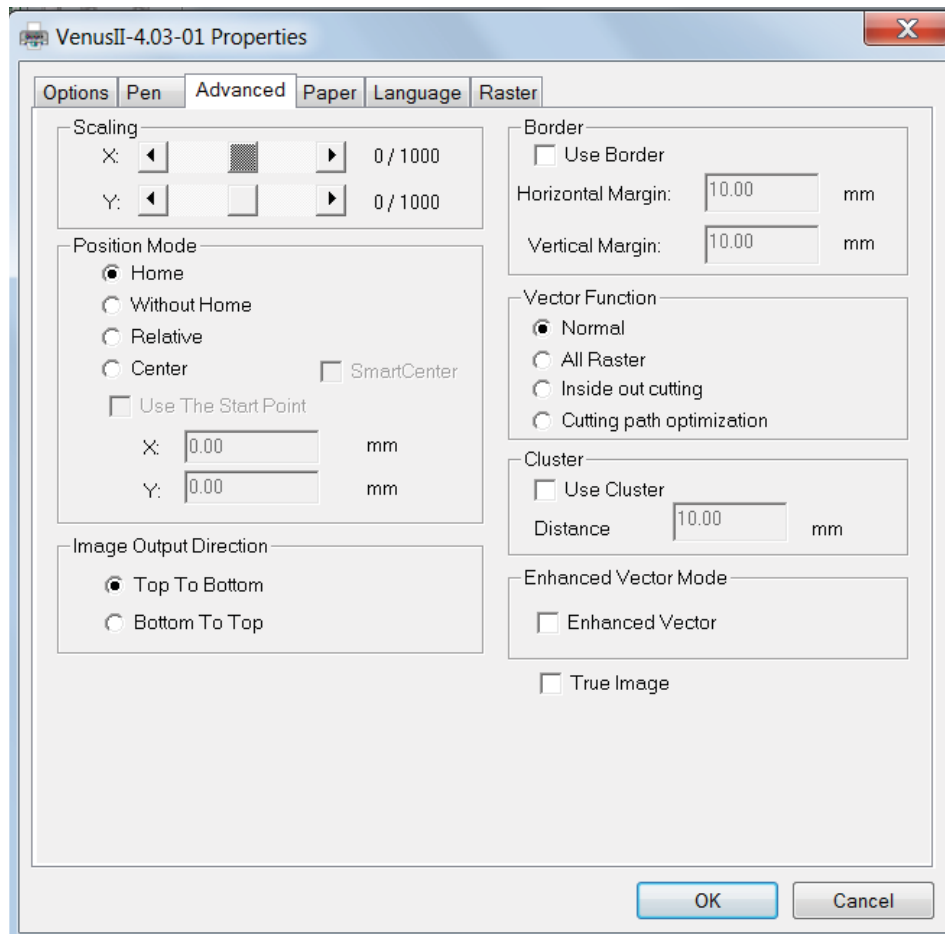 VenusII-4.03-01 Properties
Options Pen Advanced Paper Language Raster
Scaling
X: 0 / 1000
Y: 0 / 1000
Position Mode
Home
Without Home
Relative
Center SmartCenter
Use The Start Point
X: 0.00 mm
Y: 0.00 mm
Image Output Direction
Top To Bottom
Bottom To Top
Border
Use Border
Horizontal Margin: 10.00 mm
Vertical Margin: 10.00 mm
Vector Function
Normal
All Raster
Inside out cutting
Cutting path optimization
Cluster
Use Cluster
Distance 10.00 mm
Enhanced Vector Mode
Enhanced Vector
True Image
OK Cancel